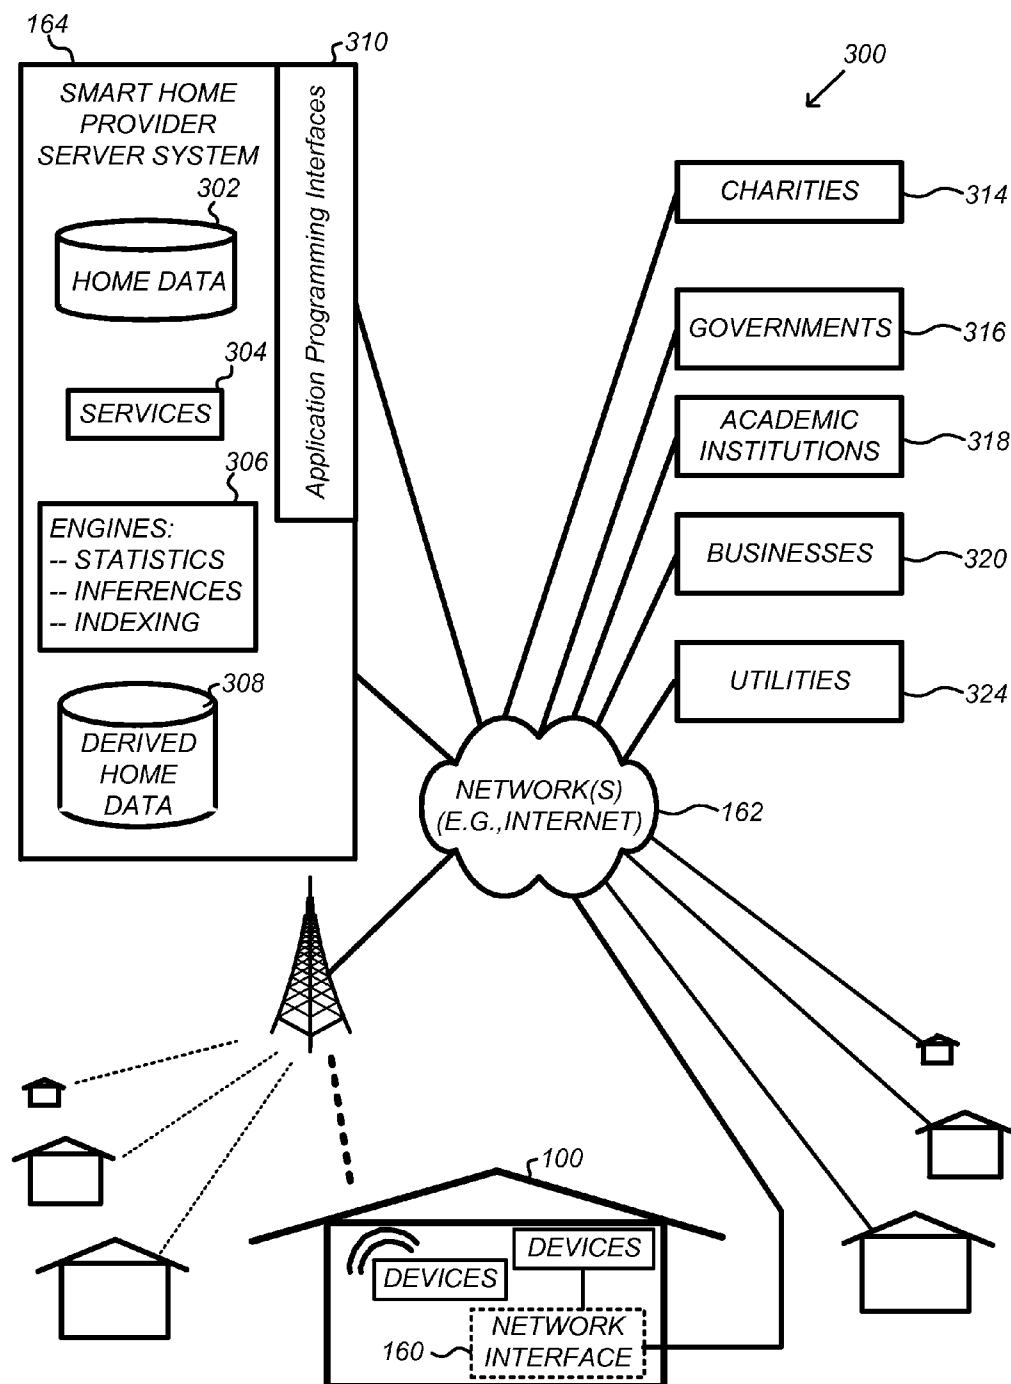 164
310
300
SMART HOME
PROVIDER
SERVER SYSTEM
302
HOME DATA
304
SERVICES
306
ENGINES:
-- STATISTICS
-- INFERENCES
-- INDEXING
308
DERIVED
HOME
DATA
Application Programming Interfaces
CHARITIES
314
GOVERNMENTS
316
ACADEMIC
INSTITUTIONS
318
BUSINESSES
320
UTILITIES
324
NETWORK(S)
(E.G.,INTERNET)
162
100
DEVICES
DEVICES
NETWORK
INTERFACE
160